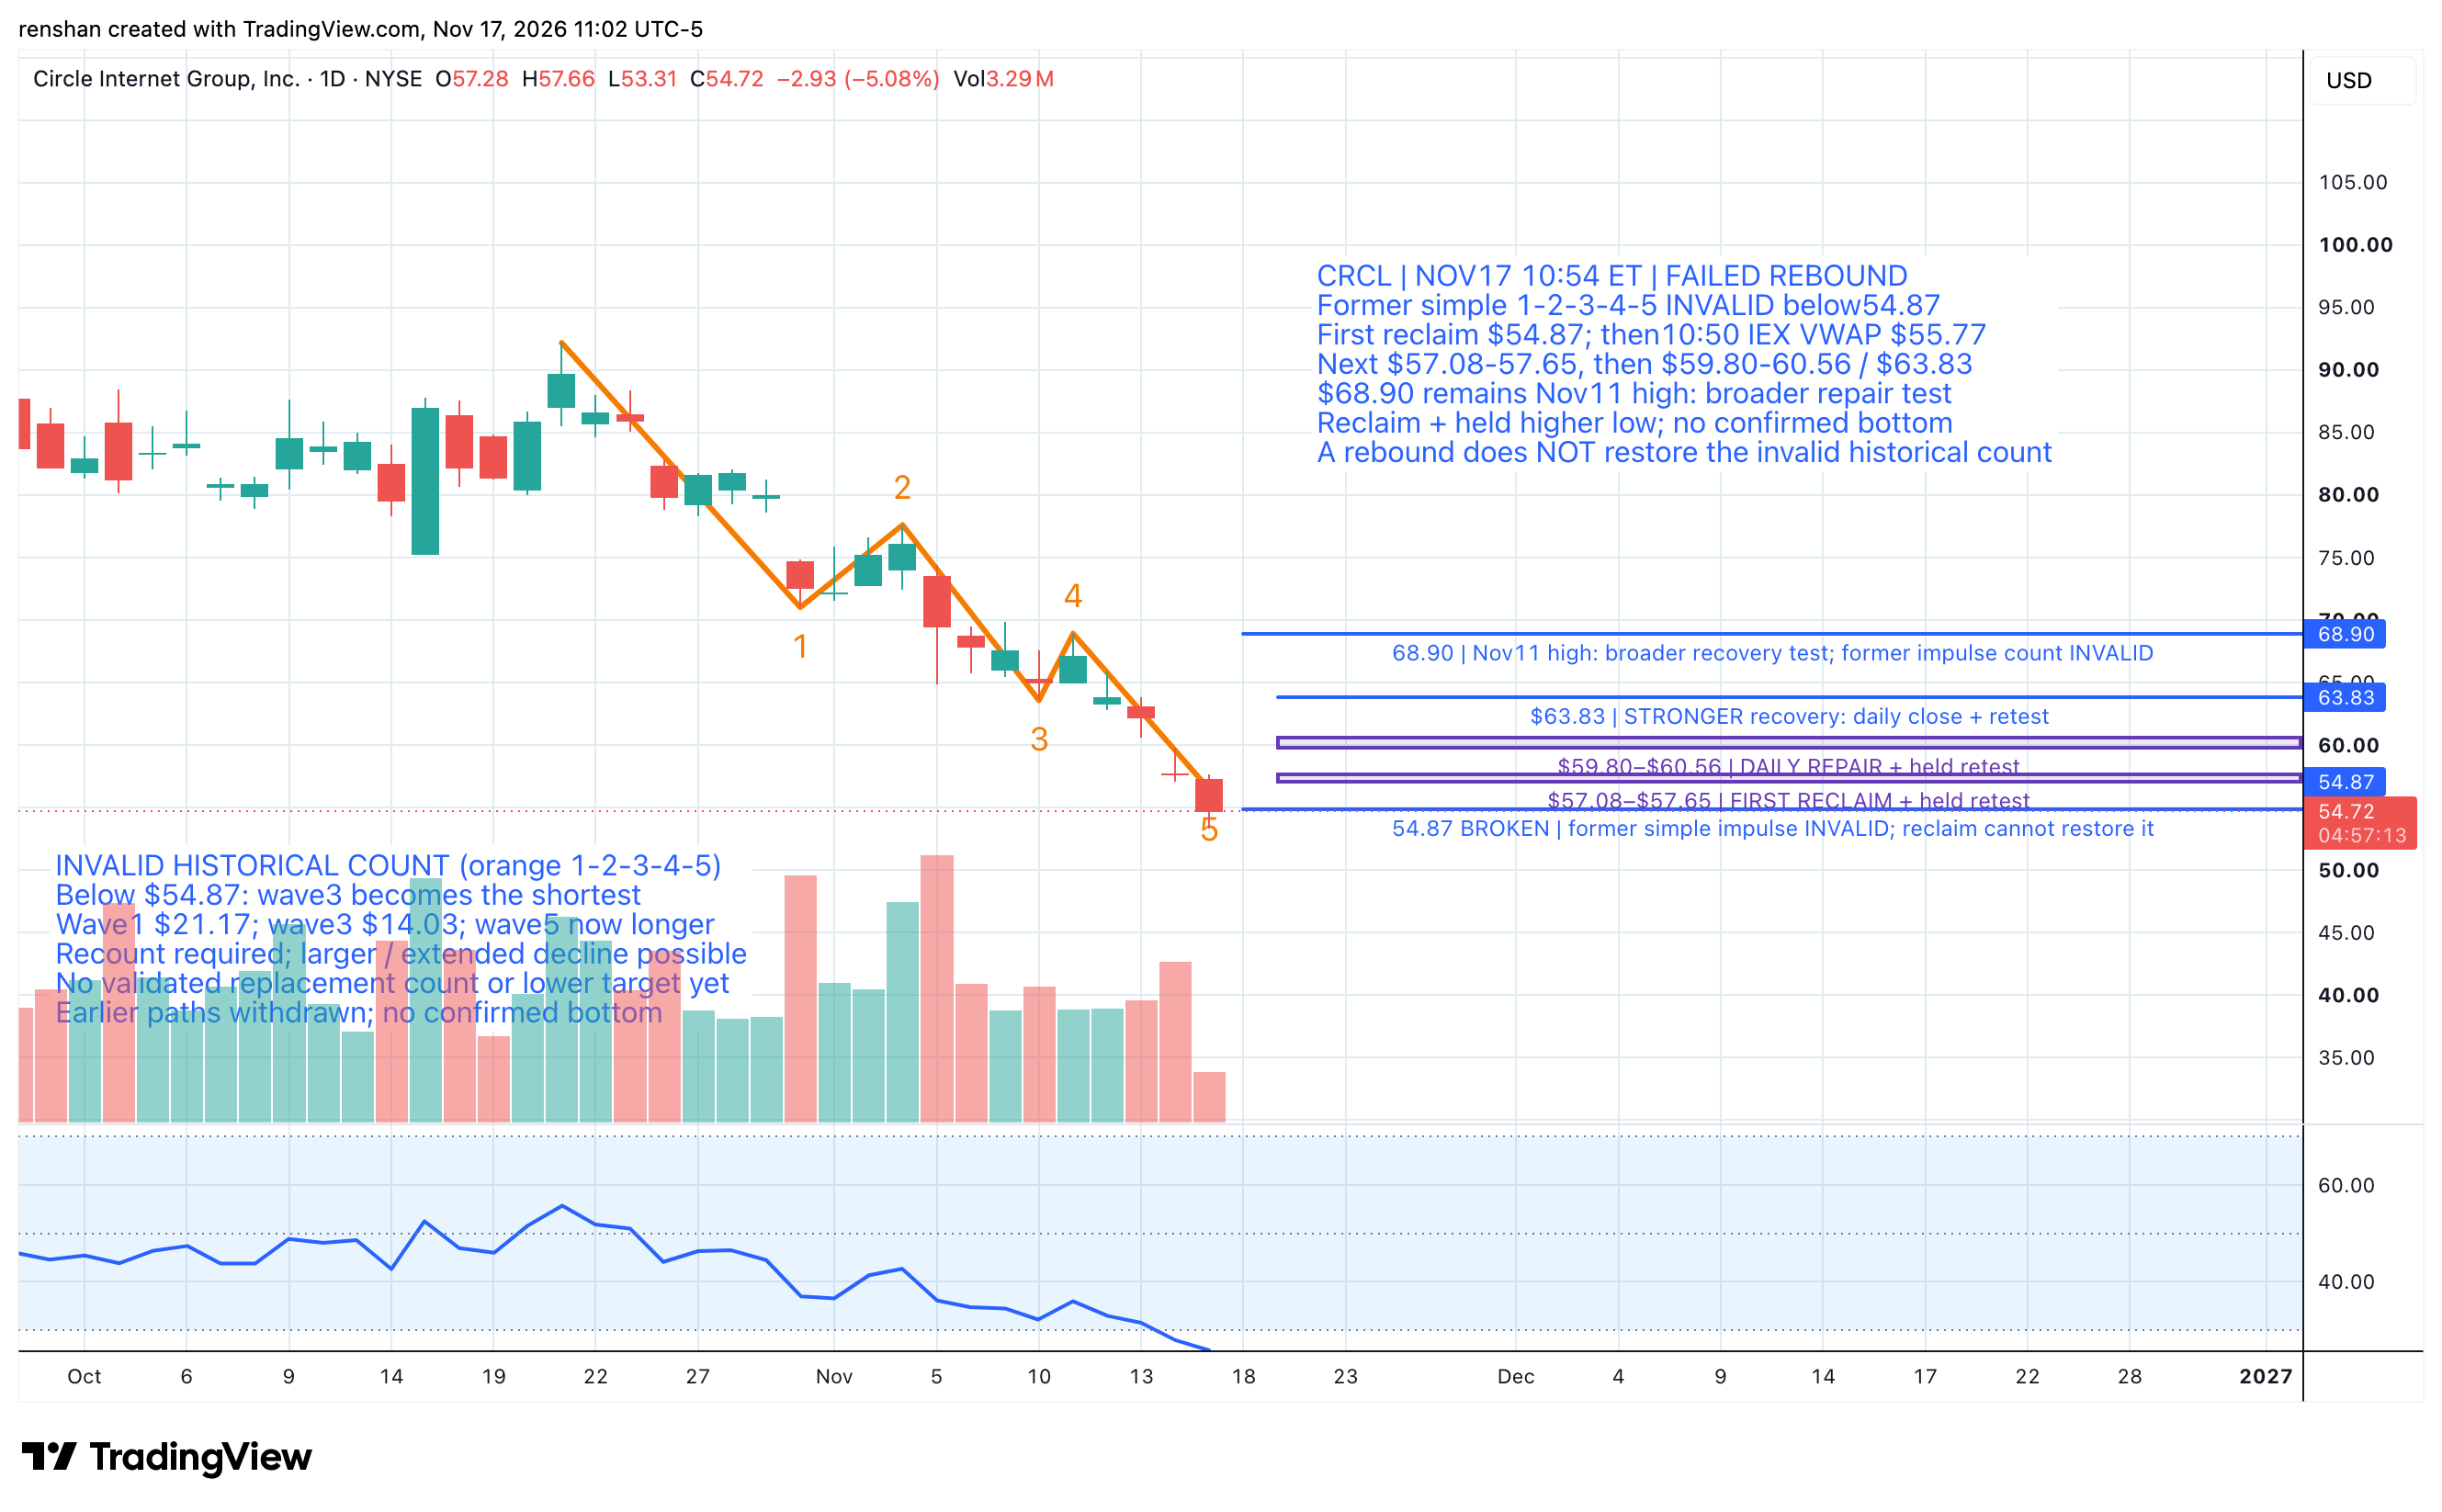 renshan created with TradingView.com, Nov 17, 2026 11:02 UTC-5
Circle Internet Group, Inc. · 1D · NYSE O57.28 H57.66 L53.31 C54.72 −2.93 (−5.08%) Vol3.29 M
USD
105.00
100.00
95.00
90.00
85.00
80.00
75.00
70.00
68.90
65.00
63.83
60.00
54.87
54.72
04:57:13
50.00
45.00
40.00
35.00
CRCL | NOV17 10:54 ET | FAILED REBOUND
Former simple 1-2-3-4-5 INVALID below54.87
First reclaim $54.87; then10:50 IEX VWAP $55.77
Next $57.08-57.65, then $59.80-60.56 / $63.83
$68.90 remains Nov11 high: broader repair test
Reclaim + held higher low; no confirmed bottom
A rebound does NOT restore the invalid historical count
2
4
1
3
5
68.90 | Nov11 high: broader recovery test; former impulse count INVALID
$63.83 | STRONGER recovery: daily close + retest
$59.80–$60.56 | DAILY REPAIR + held retest
$57.08–$57.65 | FIRST RECLAIM + held retest
54.87 BROKEN | former simple impulse INVALID; reclaim cannot restore it
INVALID HISTORICAL COUNT (orange 1-2-3-4-5)
Below $54.87: wave3 becomes the shortest
Wave1 $21.17; wave3 $14.03; wave5 now longer
Recount required; larger / extended decline possible
No validated replacement count or lower target yet
Earlier paths withdrawn; no confirmed bottom
60.00
40.00
Oct 6 9 14 19 22 27 Nov 5 10 13 18 23 Dec 4 9 14 17 22 28 2027
TradingView